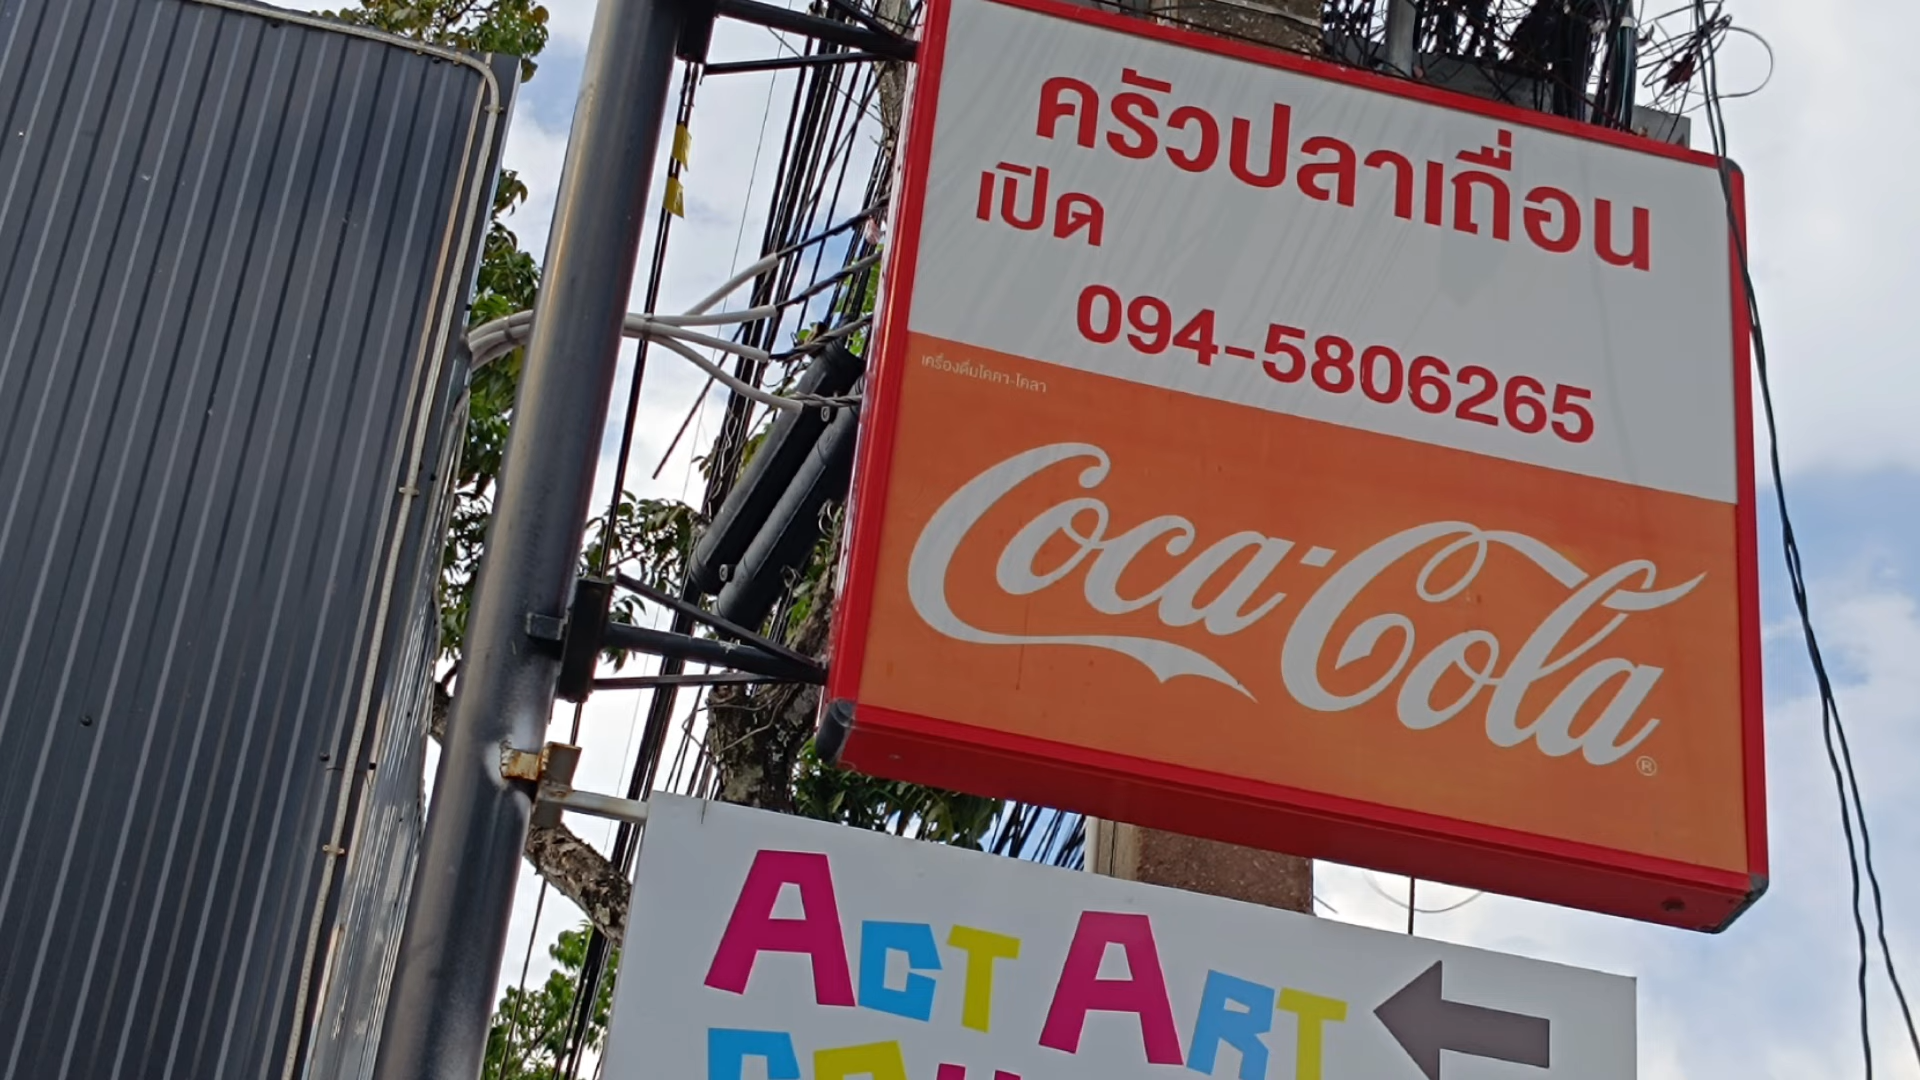 ครัวปลาเถื่อน
เปิด
094-5806265
เครื่องดื่มโคคา-โคลา
Coca-Cola®
ACT ART